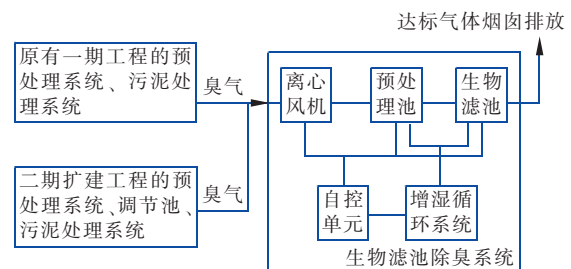 达标气体烟囱排放
原有一期工程的预
处理系统、污泥处
理系统
臭气
离心
风机
预处
理池
生物
滤池
二期扩建工程的预
处理系统、调节池、
污泥处理系统
臭气
自控
单元
增湿循
环系统
生物滤池除臭系统